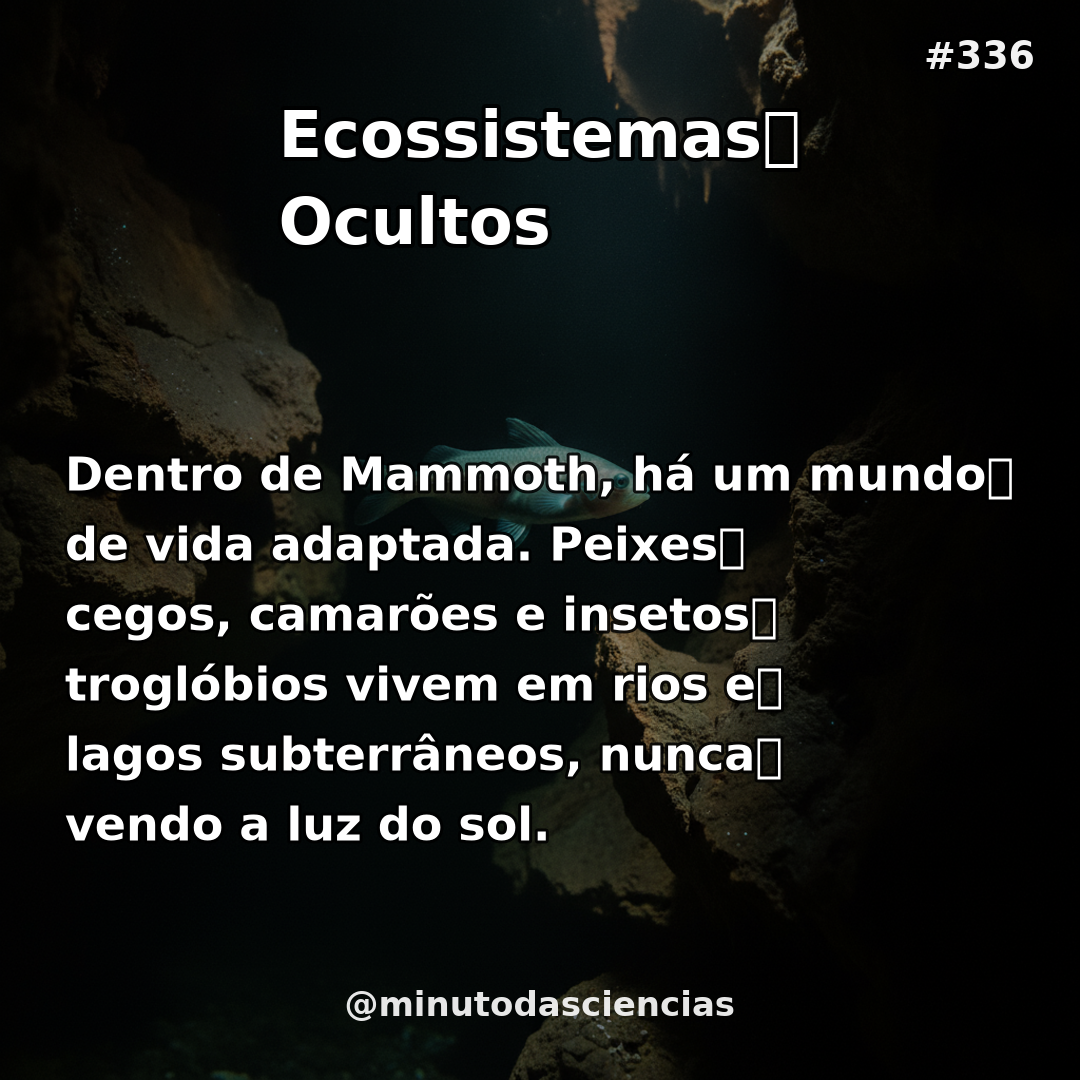 #336
Ecossistemas
Ocultos
Dentro de Mammoth, há um mundo
de vida adaptada. Peixes
cegos, camarões e insetos
troglóbios vivem em rios e
lagos subterrâneos, nunca
vendo a luz do sol.
@minutodasciencias